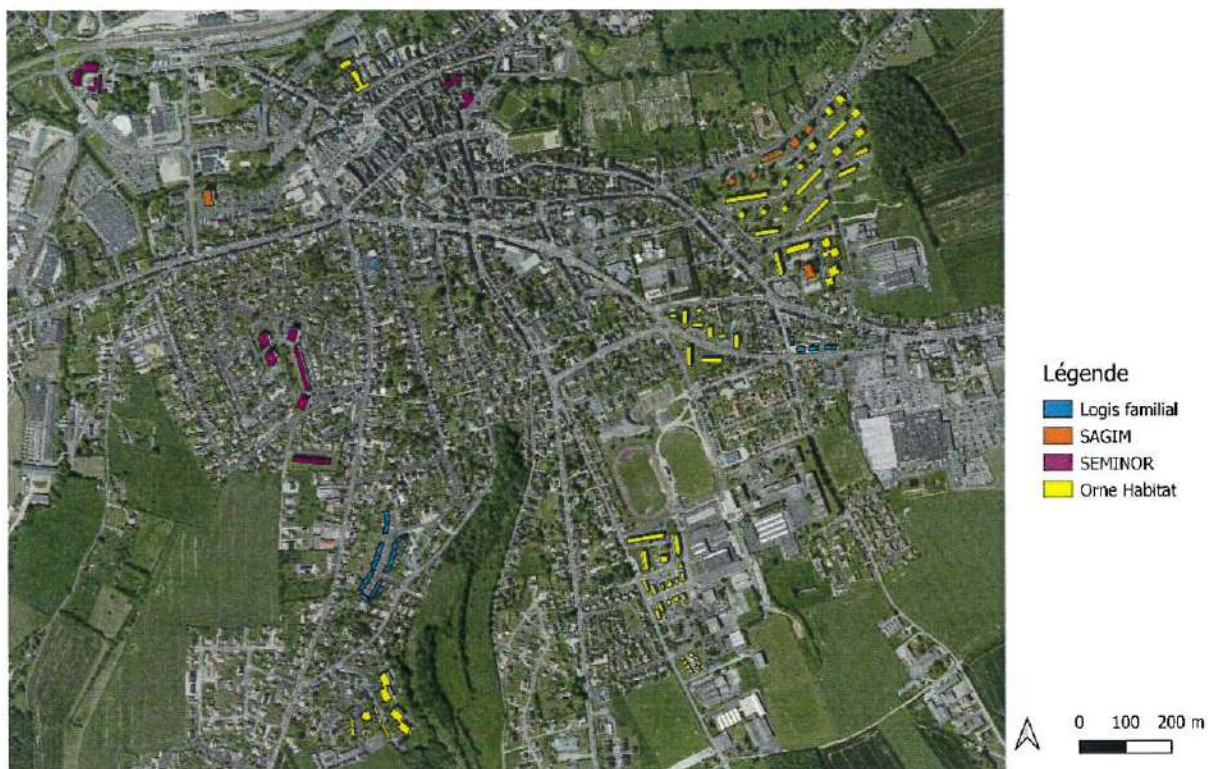 Légende
Logis familial
SAGIM
SEMINOR
Orne Habitat
0 100 200 m